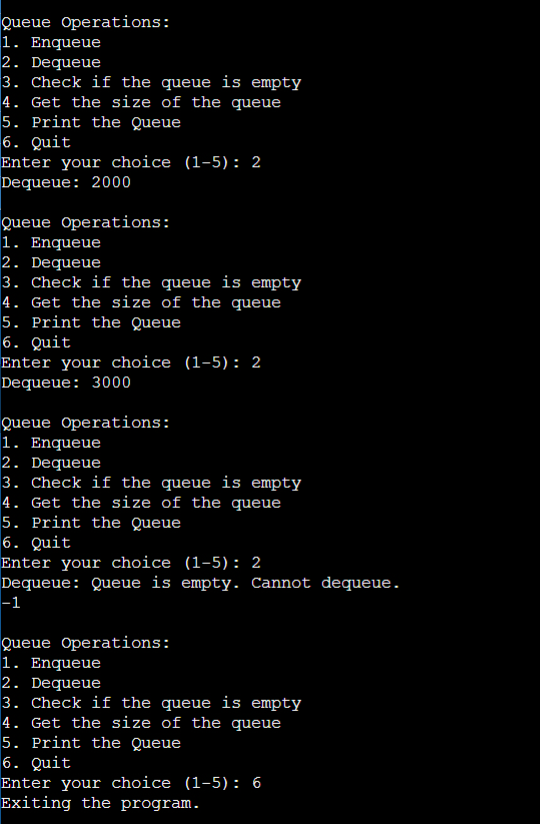 Queue Operations:
1. Enqueue
2. Dequeue
3. Check if the queue is empty
4. Get the size of the queue
5. Print the Queue
6. Quit
Enter your choice (1-5): 2
Dequeue: 2000
Queue Operations:
1. Enqueue
2. Dequeue
3. Check if the queue is empty
4. Get the size of the queue
5. Print the Queue
6. Quit
Enter your choice (1-5): 2
Dequeue: 3000
Queue Operations:
1. Enqueue
2. Dequeue
3. Check if the queue is empty
4. Get the size of the queue
5. Print the Queue
6. Quit
Enter your choice (1-5): 2
Dequeue: Queue is empty. Cannot dequeue.
-1
Queue Operations:
1. Enqueue
2. Dequeue
3. Check if the queue is empty
4. Get the size of the queue
5. Print the Queue
6. Quit
Enter your choice (1-5): 6
Exiting the program.